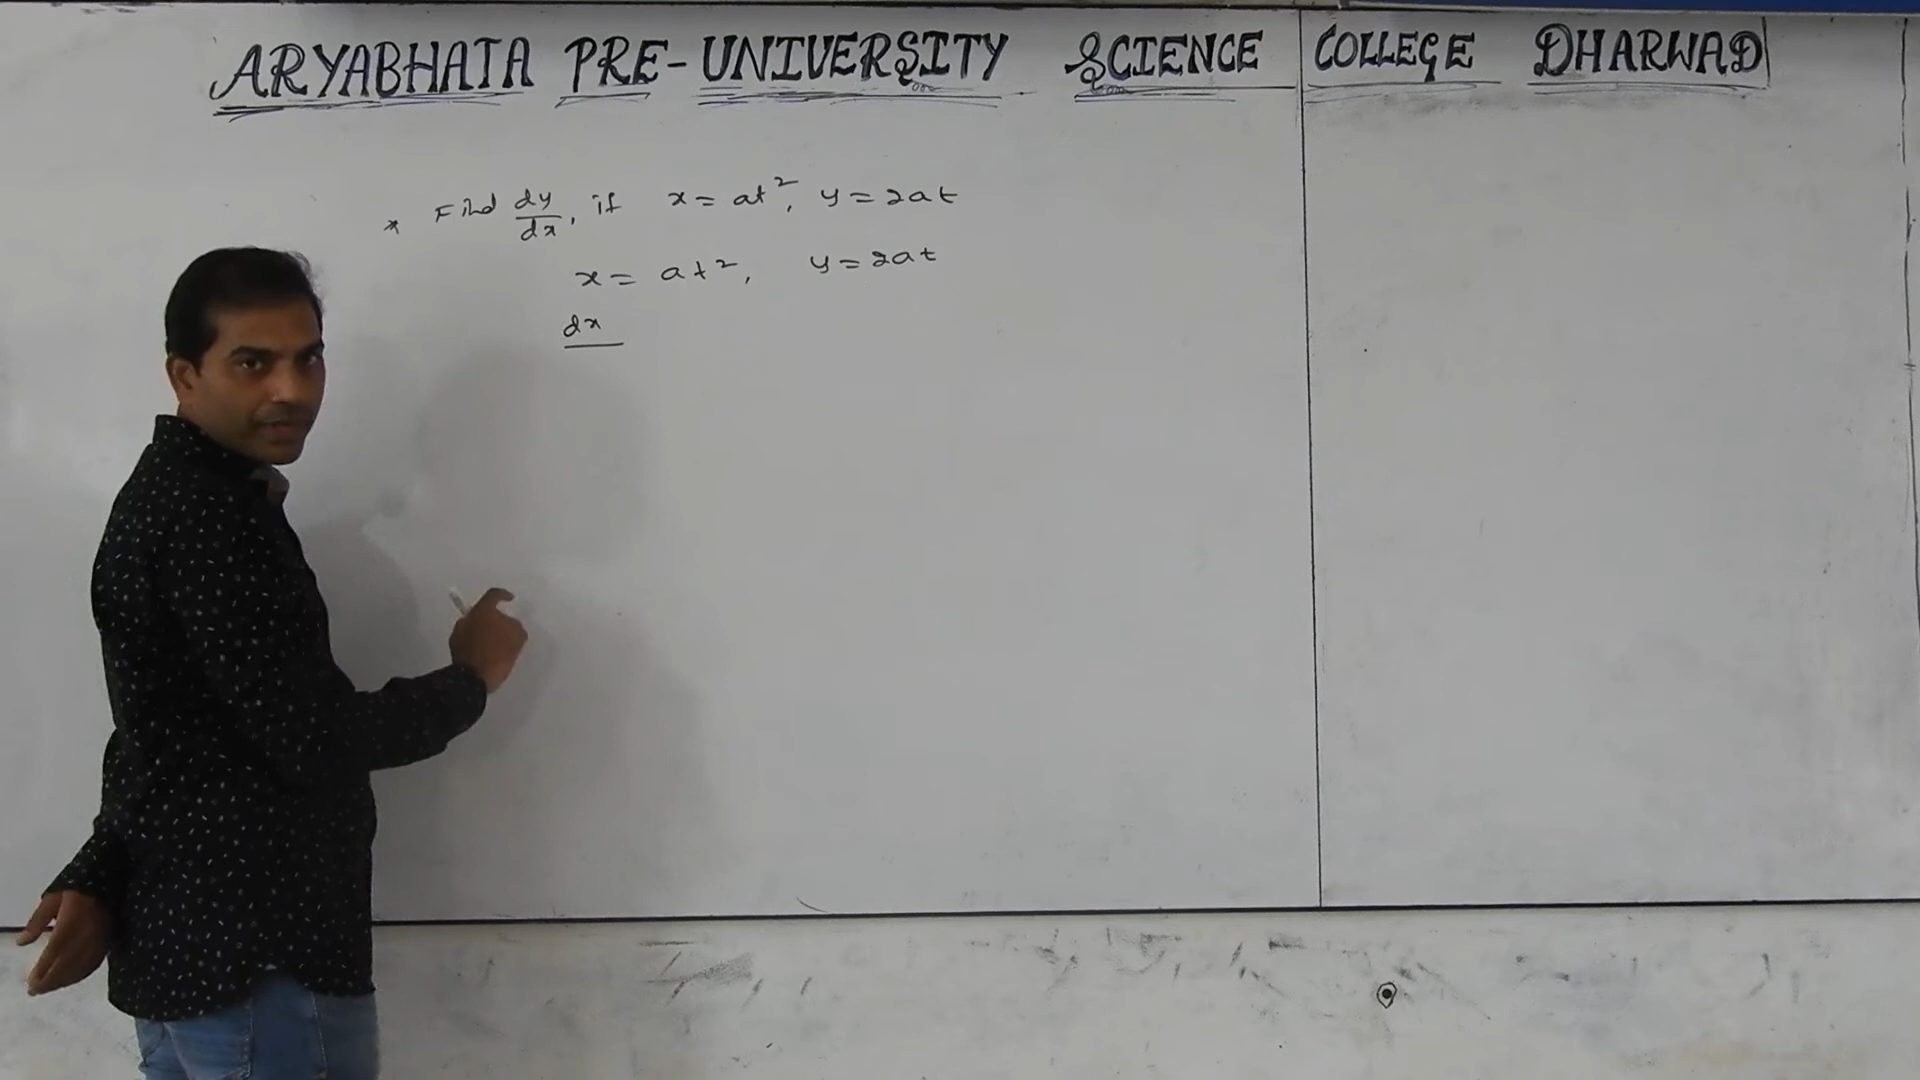 ARYABHATA PRE-UNIVERSITY SCIENCE COLLEGE DHARWAD
* Find dy/dx, if x = at², y = 2at
x = at², y = 2at
dx